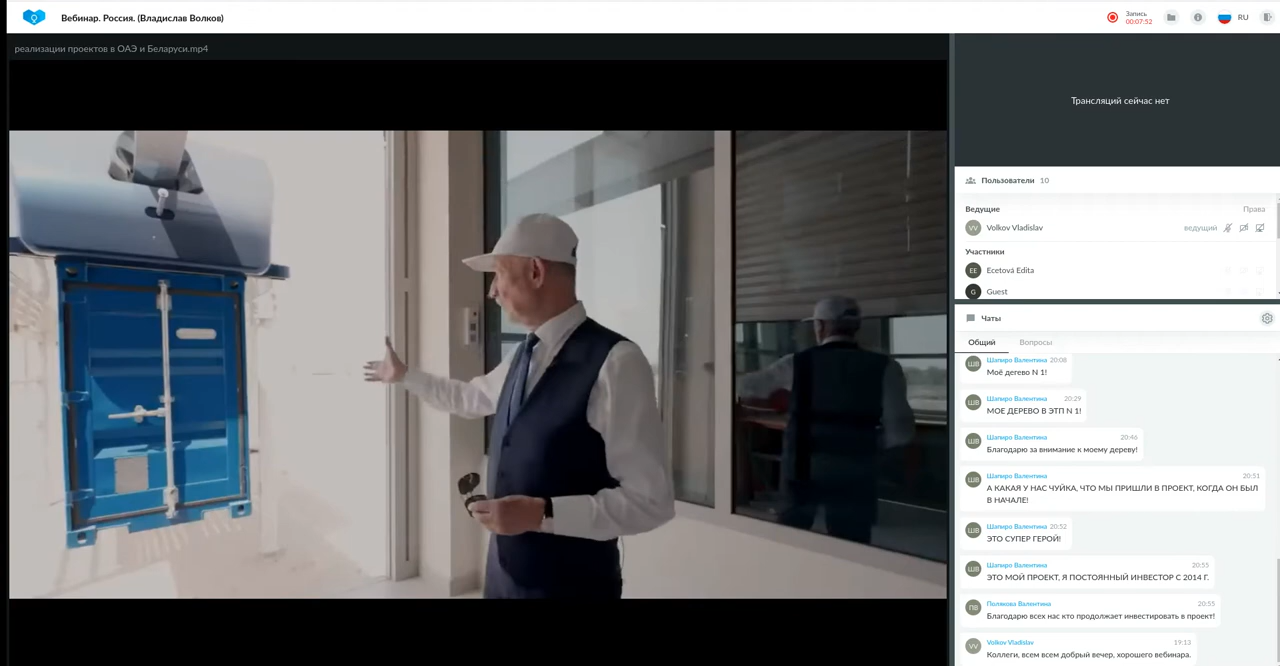 Вебинар. Россия. (Владислав Волков)
Запись
00:07:52
RU
реализации проектов в ОАЭ и Беларуси.mp4
Трансляций сейчас нет
Пользователи 10
Ведущие Права
VV Volkov Vladislav ведущий
Участники
EE Ecetová Edita
G Guest
Чаты
Общий Вопросы
ШВ Шапиро Валентина 20:08
Моё дегево N 1!
ШВ Шапиро Валентина 20:29
МОЕ ДЕРЕВО В ЭТП N 1!
ШВ Шапиро Валентина 20:46
Благодарю за внимание к моему дереву!
ШВ Шапиро Валентина 20:51
А КАКАЯ У НАС ЧУЙКА, ЧТО МЫ ПРИШЛИ В ПРОЕКТ, КОГДА ОН БЫЛ
В НАЧАЛЕ!
ШВ Шапиро Валентина 20:52
ЭТО СУПЕР ГЕРОЙ!
ШВ Шапиро Валентина 20:55
ЭТО МОЙ ПРОЕКТ, Я ПОСТОЯННЫЙ ИНВЕСТОР С 2014 Г.
ПВ Полякова Валентина 20:55
Благодарю всех нас кто продолжает инвестировать в проект!
VV Volkov Vladislav 19:13
Коллеги, всем всем добрый вечер, хорошего вебинара.